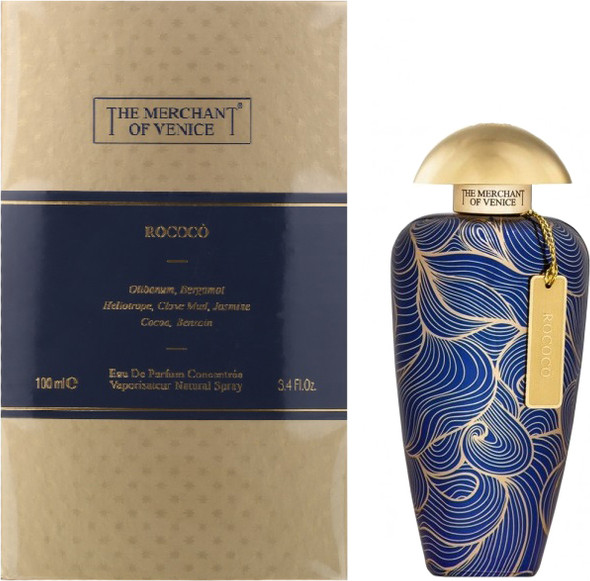 THE MERCHANT®
OF VENICE
ROCOCÒ
Olibanum, Bergamot
Heliotrope, Clove Mud, Jasmine
Cocoa, Benzoin
100 ml℮
Eau De Parfum Concentrée
Vaporisateur Natural Spray
3.4 Fl.Oz.
THE MERCHANT
OF VENICE
ROCOCO